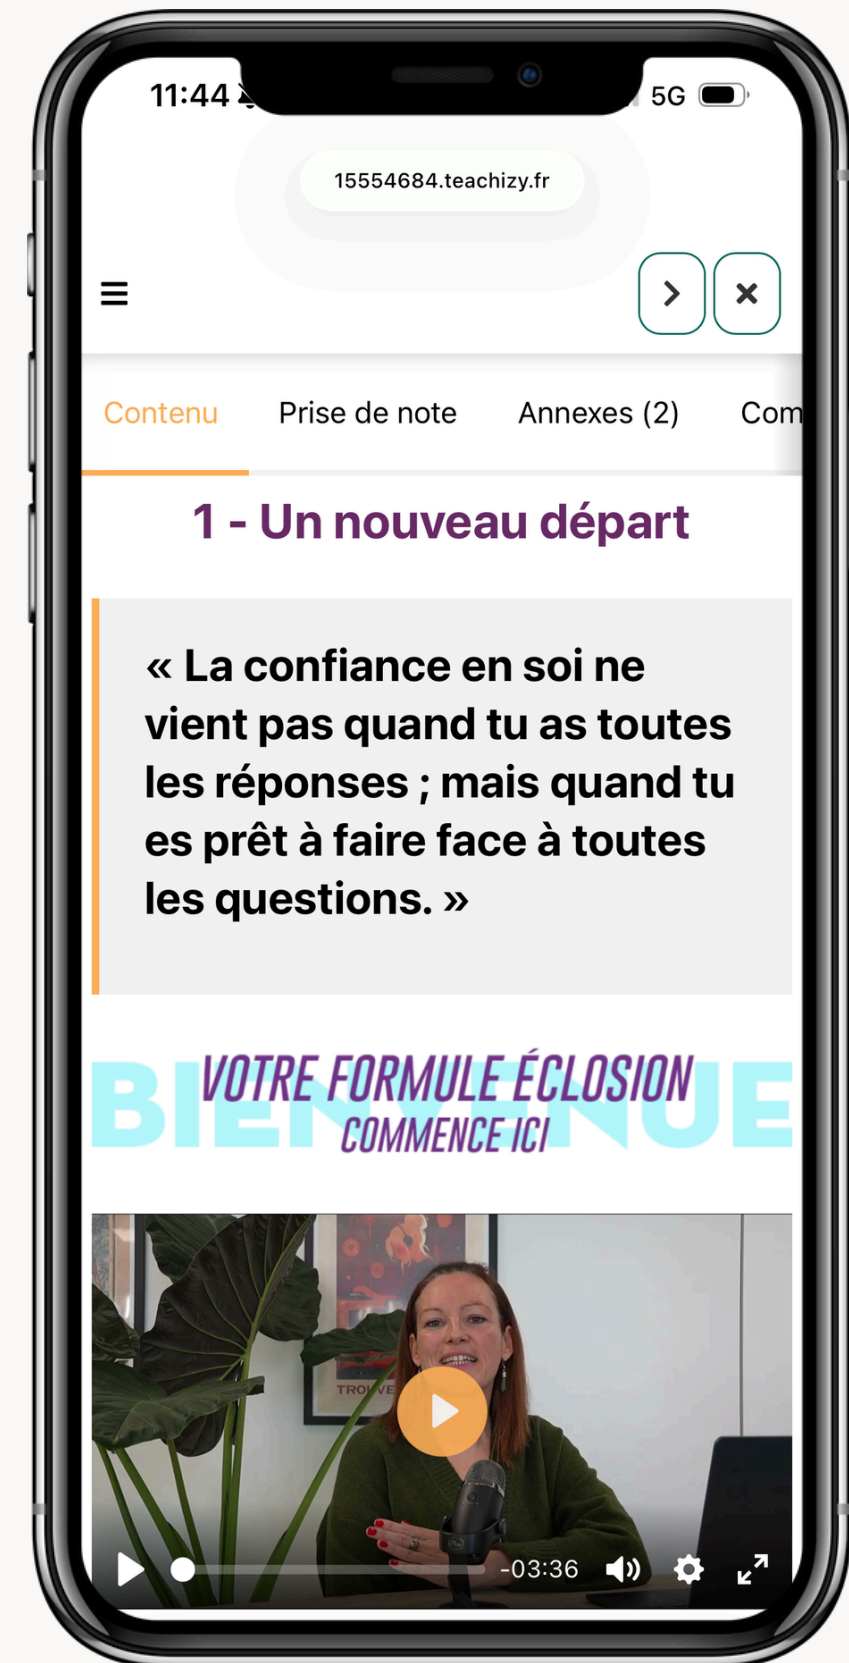 11:44
5G
15554684.teachizy.fr
Contenu Prise de note Annexes (2) Com
1 - Un nouveau départ
« La confiance en soi ne
vient pas quand tu as toutes
les réponses ; mais quand tu
es prêt à faire face à toutes
les questions. »
BIENVENUE
VOTRE FORMULE ÉCLOSION
COMMENCE ICI
TROUVE
-03:36